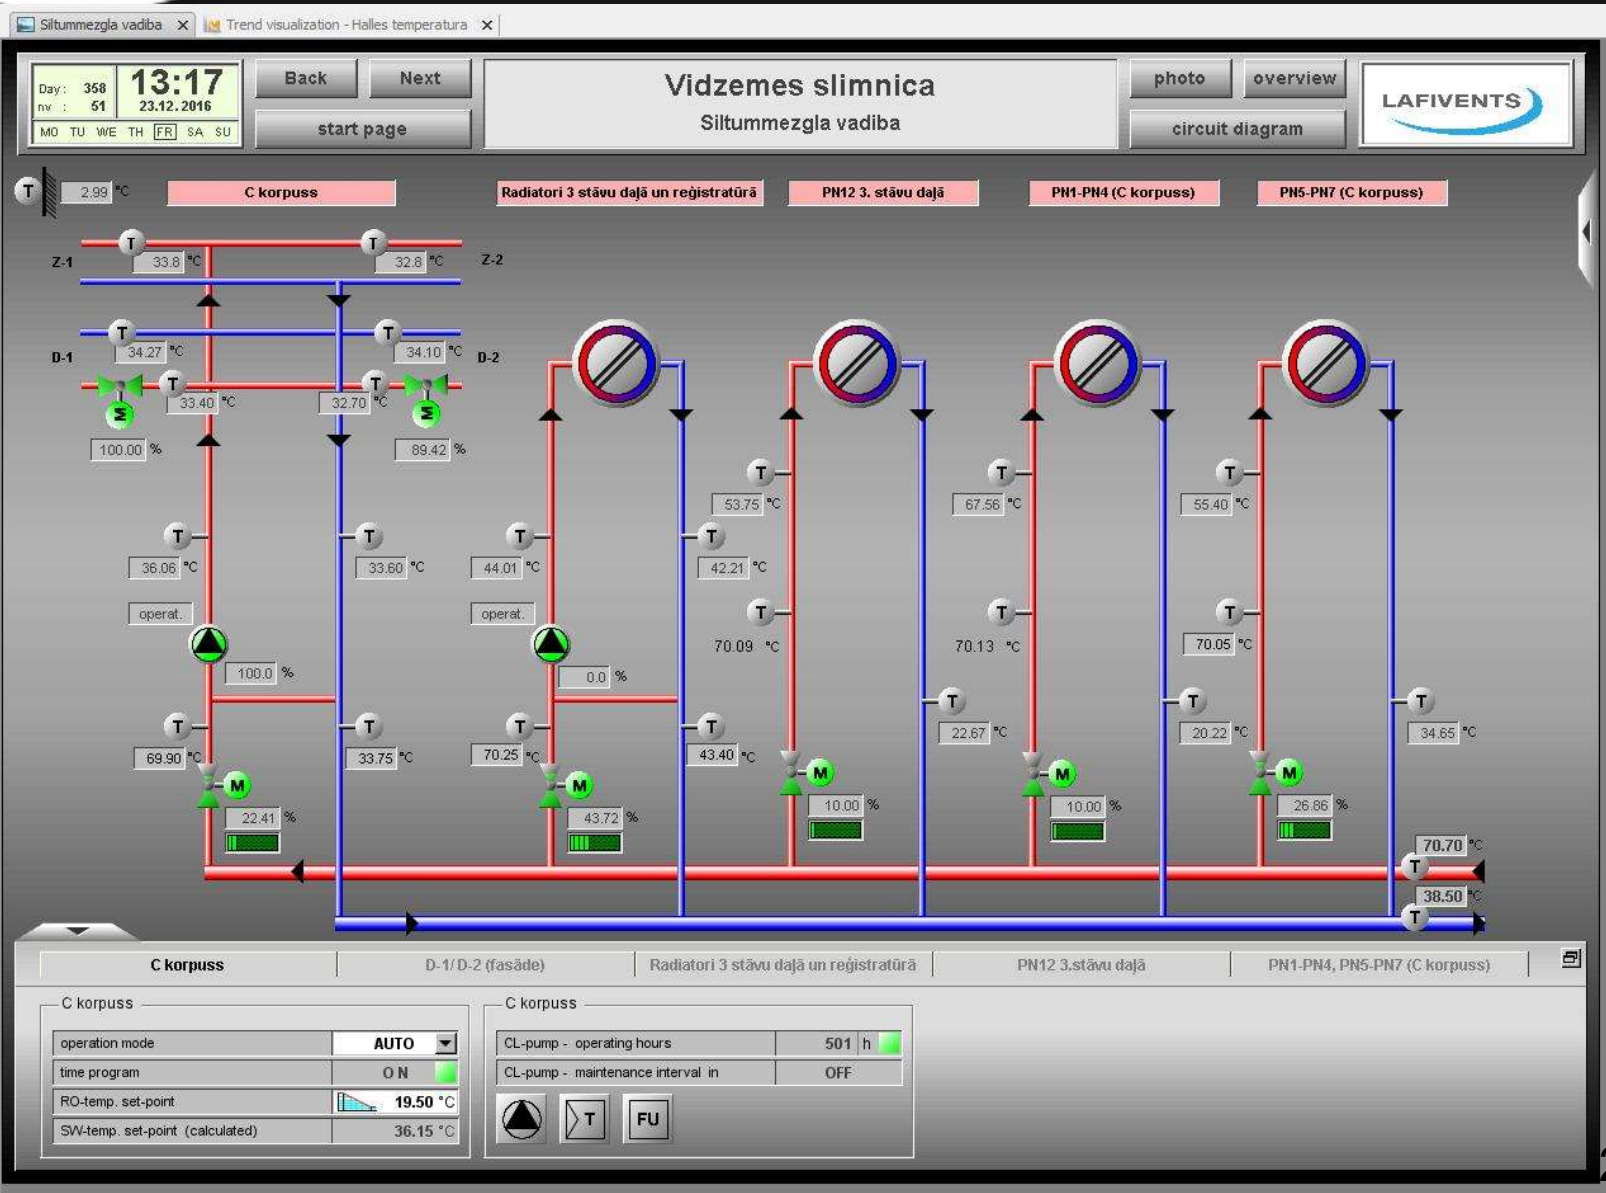 Siltummezgla vadiba X Trend visualization - Halles temperatura X
Day: 358
nv : 51
13:17
23.12.2016
MO TU WE TH FR SA SU
Back Next
start page
Vidzemes slimnica
Siltummezgla vadiba
photo overview
circuit diagram
LAFIVENTS
T 2.99 °C
C korpuss
Radiatori 3 stāvu daļā un reģistratūrā
PN12 3. stāvu daļā
PN1-PN4 (C korpuss)
PN5-PN7 (C korpuss)
T T
Z-1 33.8 °C 32.8 °C Z-2
T T
D-1 34.27 °C 34.10 °C D-2
T T
33.40 °C 32.70 °C
M M
100.00 % 89.42 %
T T T
53.75 °C 67.56 °C 55.40 °C
T T T T
36.06 °C 33.60 °C 44.01 °C 42.21 °C
operat. operat.
T T T
70.09 °C 70.13 °C 70.05 °C
100.0 % 0.0 %
T T T
22.67 °C 20.22 °C 34.65 °C
T T T T
69.90 °C 33.75 °C 70.25 °C 43.40 °C
M M M M M
22.41 % 43.72 % 10.00 % 10.00 % 26.86 %
70.70 °C
T
38.50 °C
T
C korpuss D-1/D-2 (fasāde) Radiatori 3 stāvu daļā un reģistratūrā PN12 3.stāvu daļā PN1-PN4, PN5-PN7 (C korpuss)
C korpuss
operation mode AUTO
time program ON
RO-temp. set-point 19.50 °C
SW-temp. set-point (calculated) 36.15 °C
C korpuss
CL-pump - operating hours 501 h
CL-pump - maintenance interval in OFF
T FU